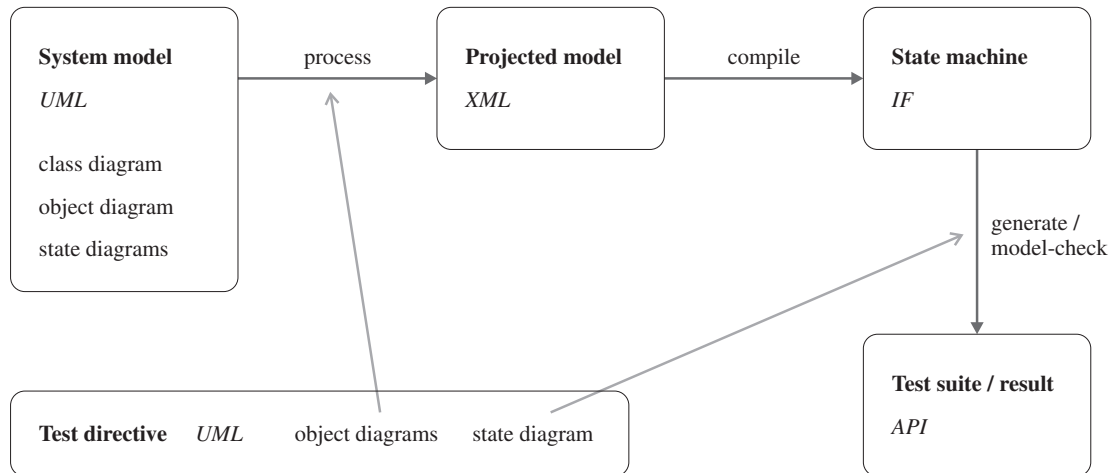 System model
UML
class diagram
object diagram
state diagrams
process
Projected model
XML
compile
State machine
IF
generate /
model-check
Test suite / result
API
Test directive UML object diagrams state diagram